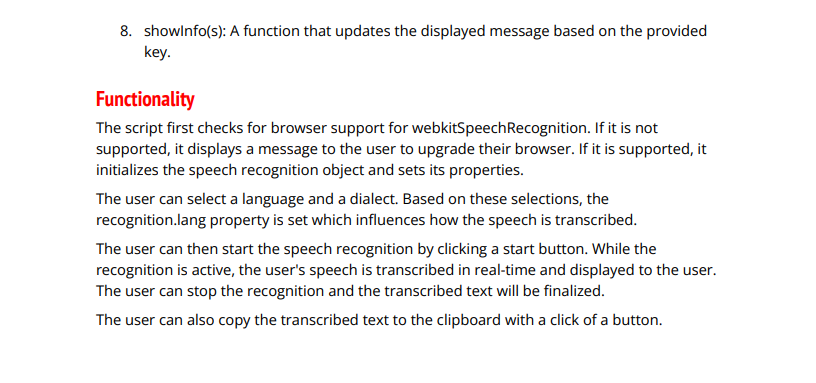 8. showInfo(s): A function that updates the displayed message based on the provided
key.
Functionality
The script first checks for browser support for webkitSpeechRecognition. If it is not
supported, it displays a message to the user to upgrade their browser. If it is supported, it
initializes the speech recognition object and sets its properties.
The user can select a language and a dialect. Based on these selections, the
recognition.lang property is set which influences how the speech is transcribed.
The user can then start the speech recognition by clicking a start button. While the
recognition is active, the user's speech is transcribed in real-time and displayed to the user.
The user can stop the recognition and the transcribed text will be finalized.
The user can also copy the transcribed text to the clipboard with a click of a button.